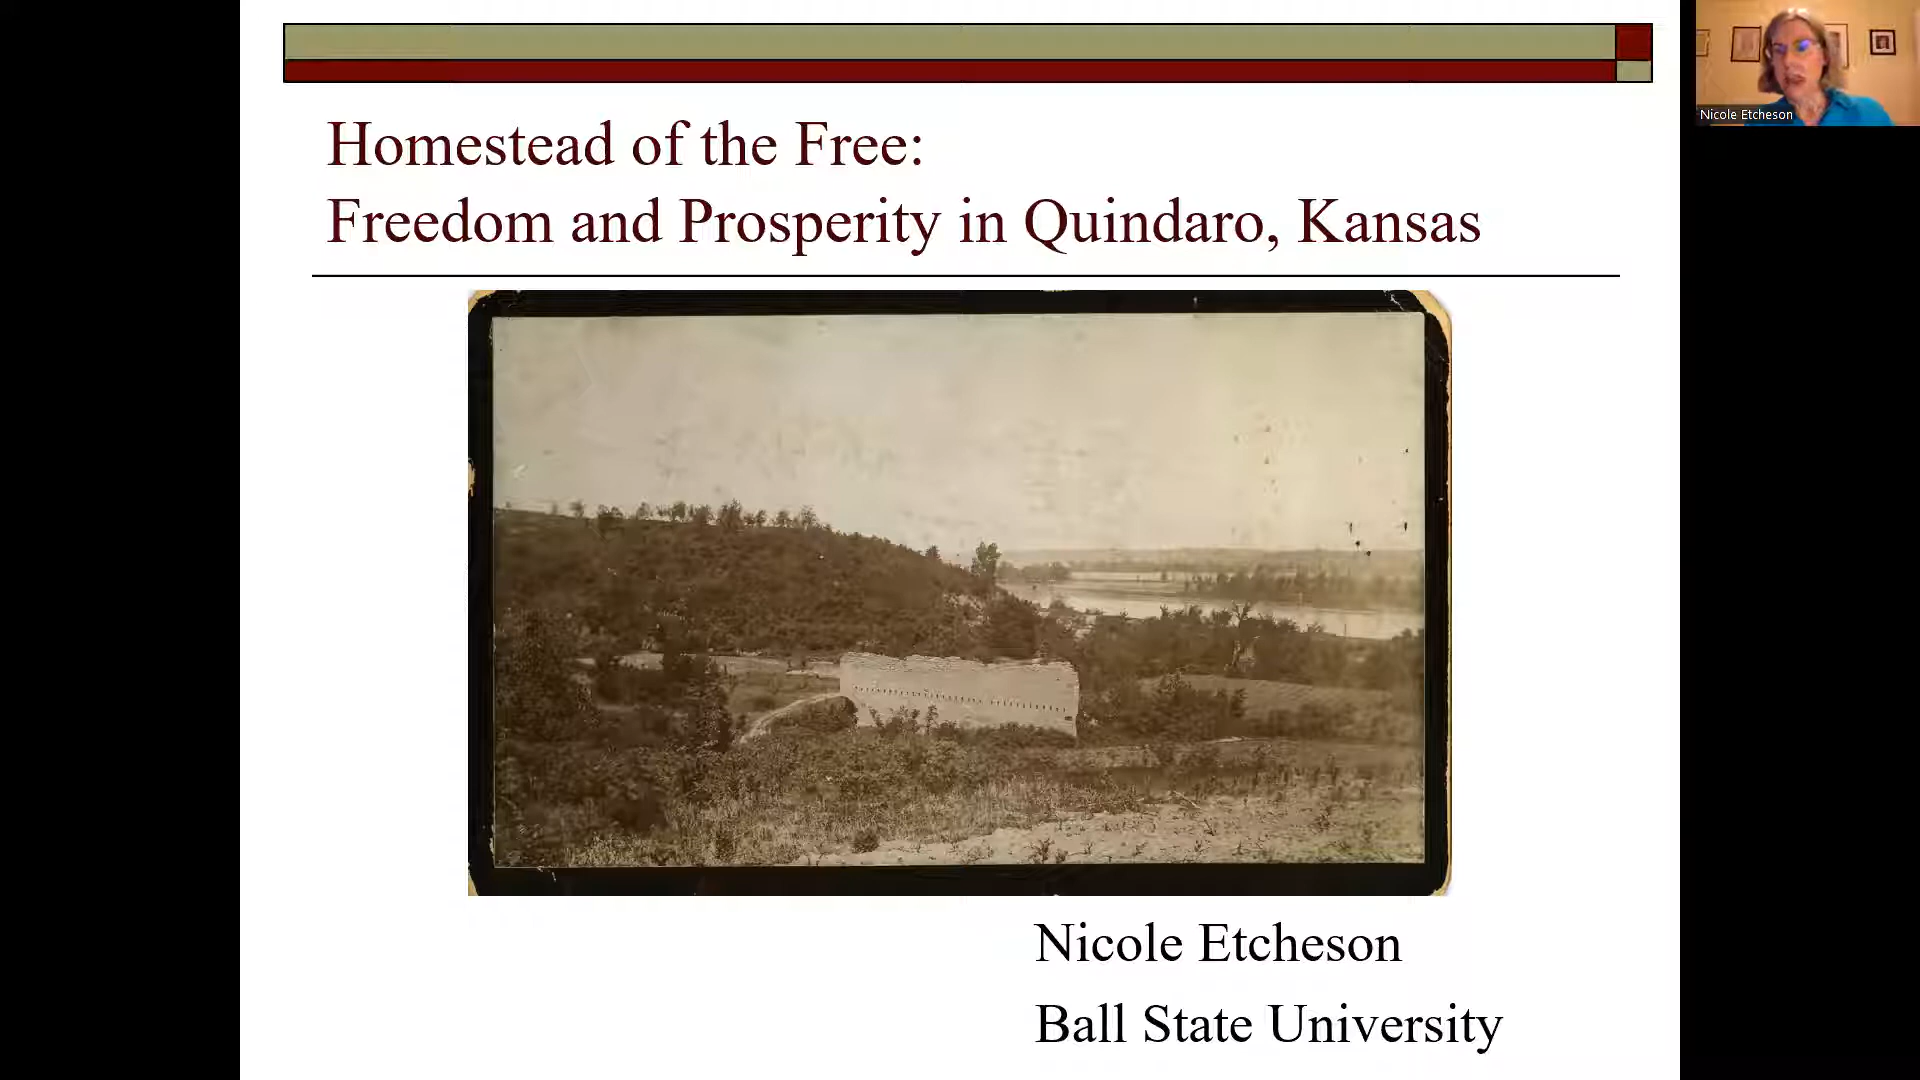 Homestead of the Free:
Freedom and Prosperity in Quindaro, Kansas
Nicole Etcheson
Ball State University
Nicole Etcheson